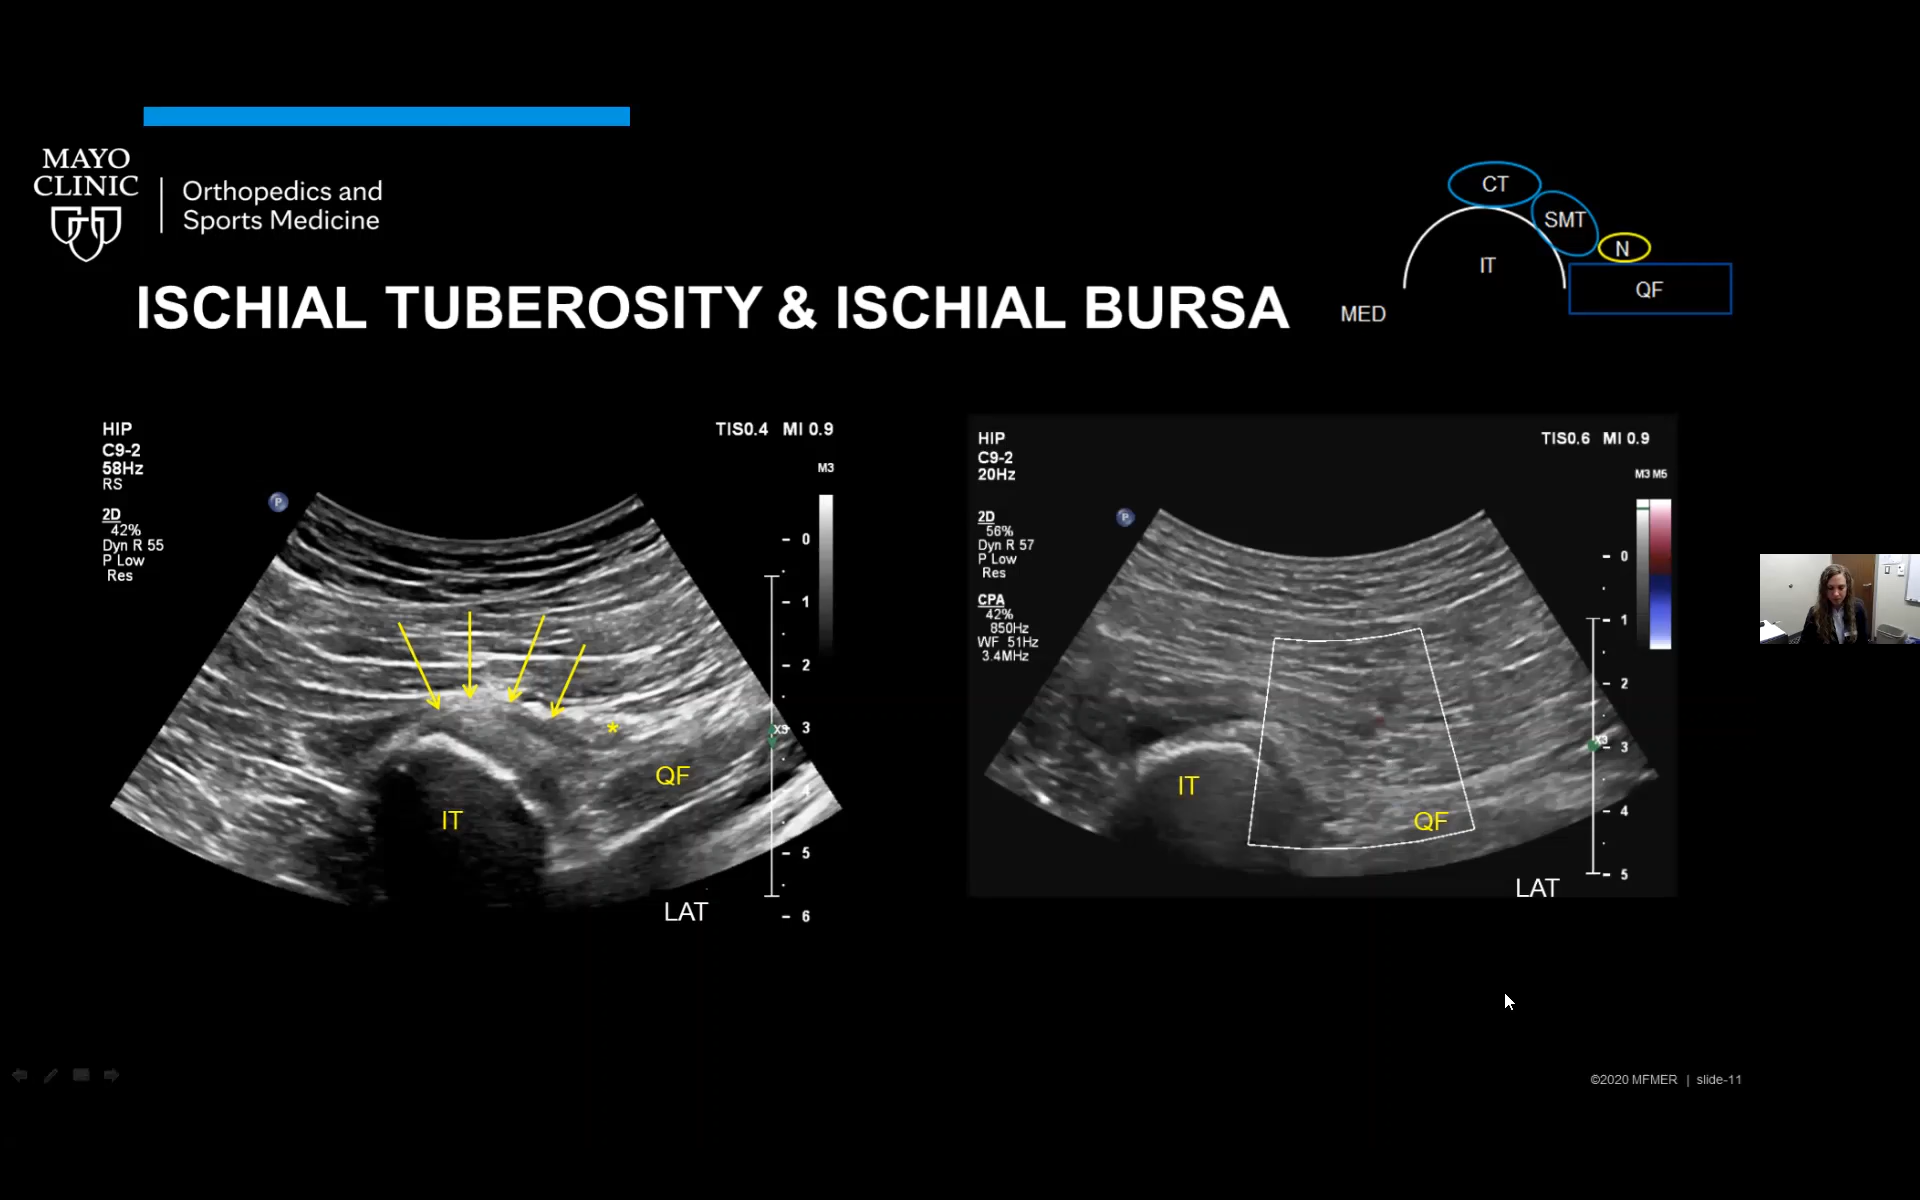 MAYO
CLINIC
Orthopedics and
Sports Medicine
ISCHIAL TUBEROSITY & ISCHIAL BURSA
CT
SMT
N
IT
QF
MED
HIP
C9-2
58Hz
RS
2D
42%
Dyn R 55
P Low
Res
P
TIS0.4 MI 0.9
M3
0
1
2
3
4
5
6
X3
*
QF
IT
LAT
HIP
C9-2
20Hz
2D
56%
Dyn R 57
P Low
Res
CPA
42%
850Hz
WF 51Hz
3.4MHz
P
TIS0.6 MI 0.9
M3 M5
0
1
2
3
4
5
X3
IT
QF
LAT
©2020 MFMER | slide-11